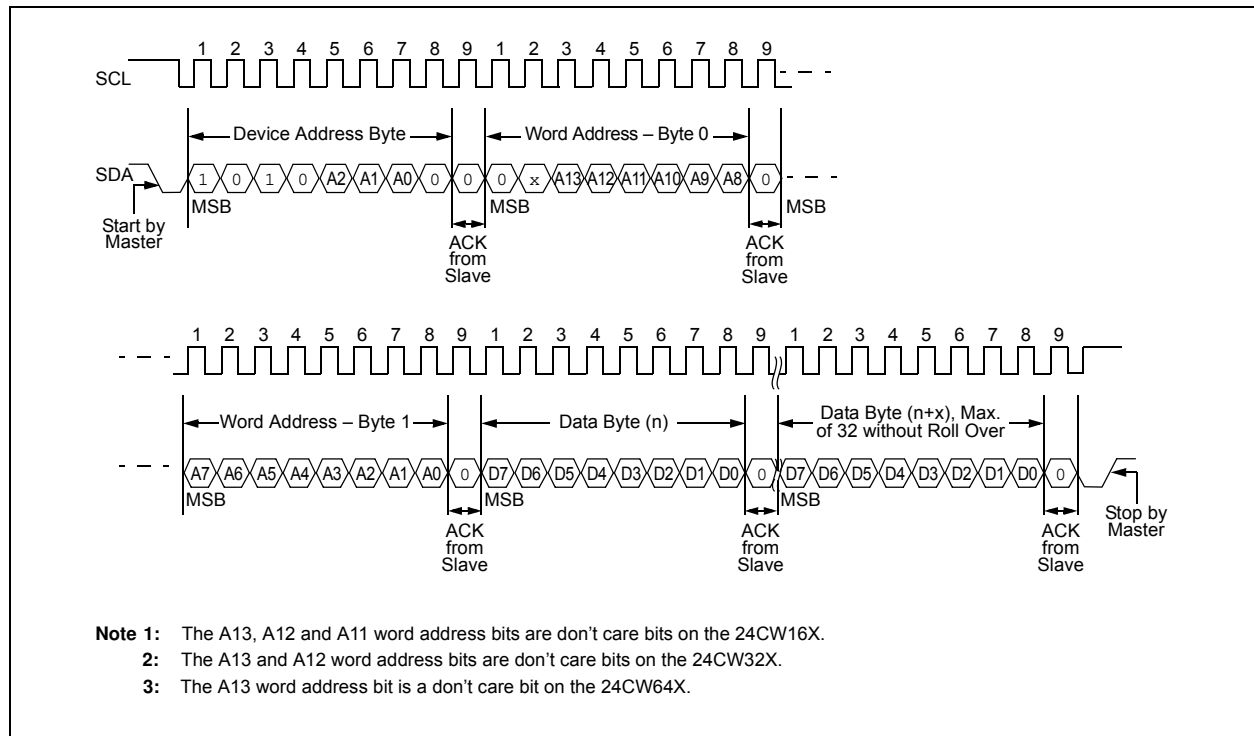 1 2 3 4 5 6 7 8 9 1 2 3 4 5 6 7 8 9
SCL
Device Address Byte Word Address – Byte 0
SDA 1 0 1 0 A2 A1 A0 0 0 0 x A13 A12 A11 A10 A9 A8 0
MSB MSB MSB
Start by
Master
ACK
from
Slave
ACK
from
Slave
1 2 3 4 5 6 7 8 9 1 2 3 4 5 6 7 8 9 1 2 3 4 5 6 7 8 9
Word Address – Byte 1 Data Byte (n) Data Byte (n+x), Max.
of 32 without Roll Over
A7 A6 A5 A4 A3 A2 A1 A0 0 D7 D6 D5 D4 D3 D2 D1 D0 0 D7 D6 D5 D4 D3 D2 D1 D0 0
MSB MSB MSB
Stop by
Master
ACK
from
Slave
ACK
from
Slave
ACK
from
Slave
Note 1: The A13, A12 and A11 word address bits are don't care bits on the 24CW16X.
2: The A13 and A12 word address bits are don't care bits on the 24CW32X.
3: The A13 word address bit is a don't care bit on the 24CW64X.